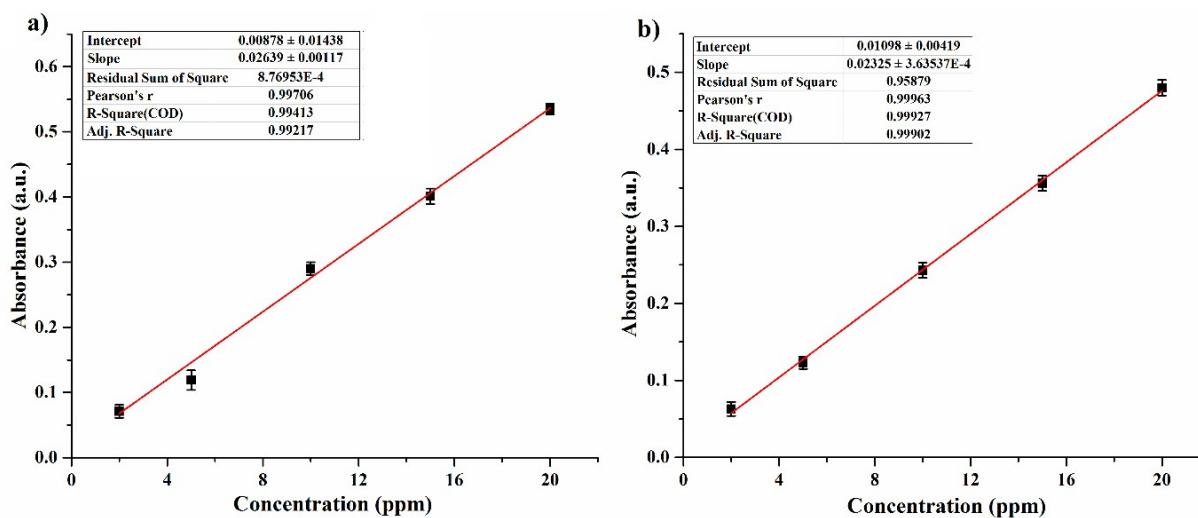 a)
Intercept 0.00878 ± 0.01438
Slope 0.02639 ± 0.00117
Residual Sum of Square 8.76953E-4
Pearson's r 0.99706
R-Square(COD) 0.99413
Adj. R-Square 0.99217
0.6
0.5
0.4
0.3
0.2
0.1
0.0
Absorbance (a.u.)
0 4 8 12 16 20
Concentration (ppm)
b)
Intercept 0.01098 ± 0.00419
Slope 0.02325 ± 3.63537E-4
Residual Sum of Square 0.95879
Pearson's r 0.99963
R-Square(COD) 0.99927
Adj. R-Square 0.99902
0.5
0.4
0.3
0.2
0.1
0.0
Absorbance (a.u.)
0 4 8 12 16 20
Concentration (ppm)